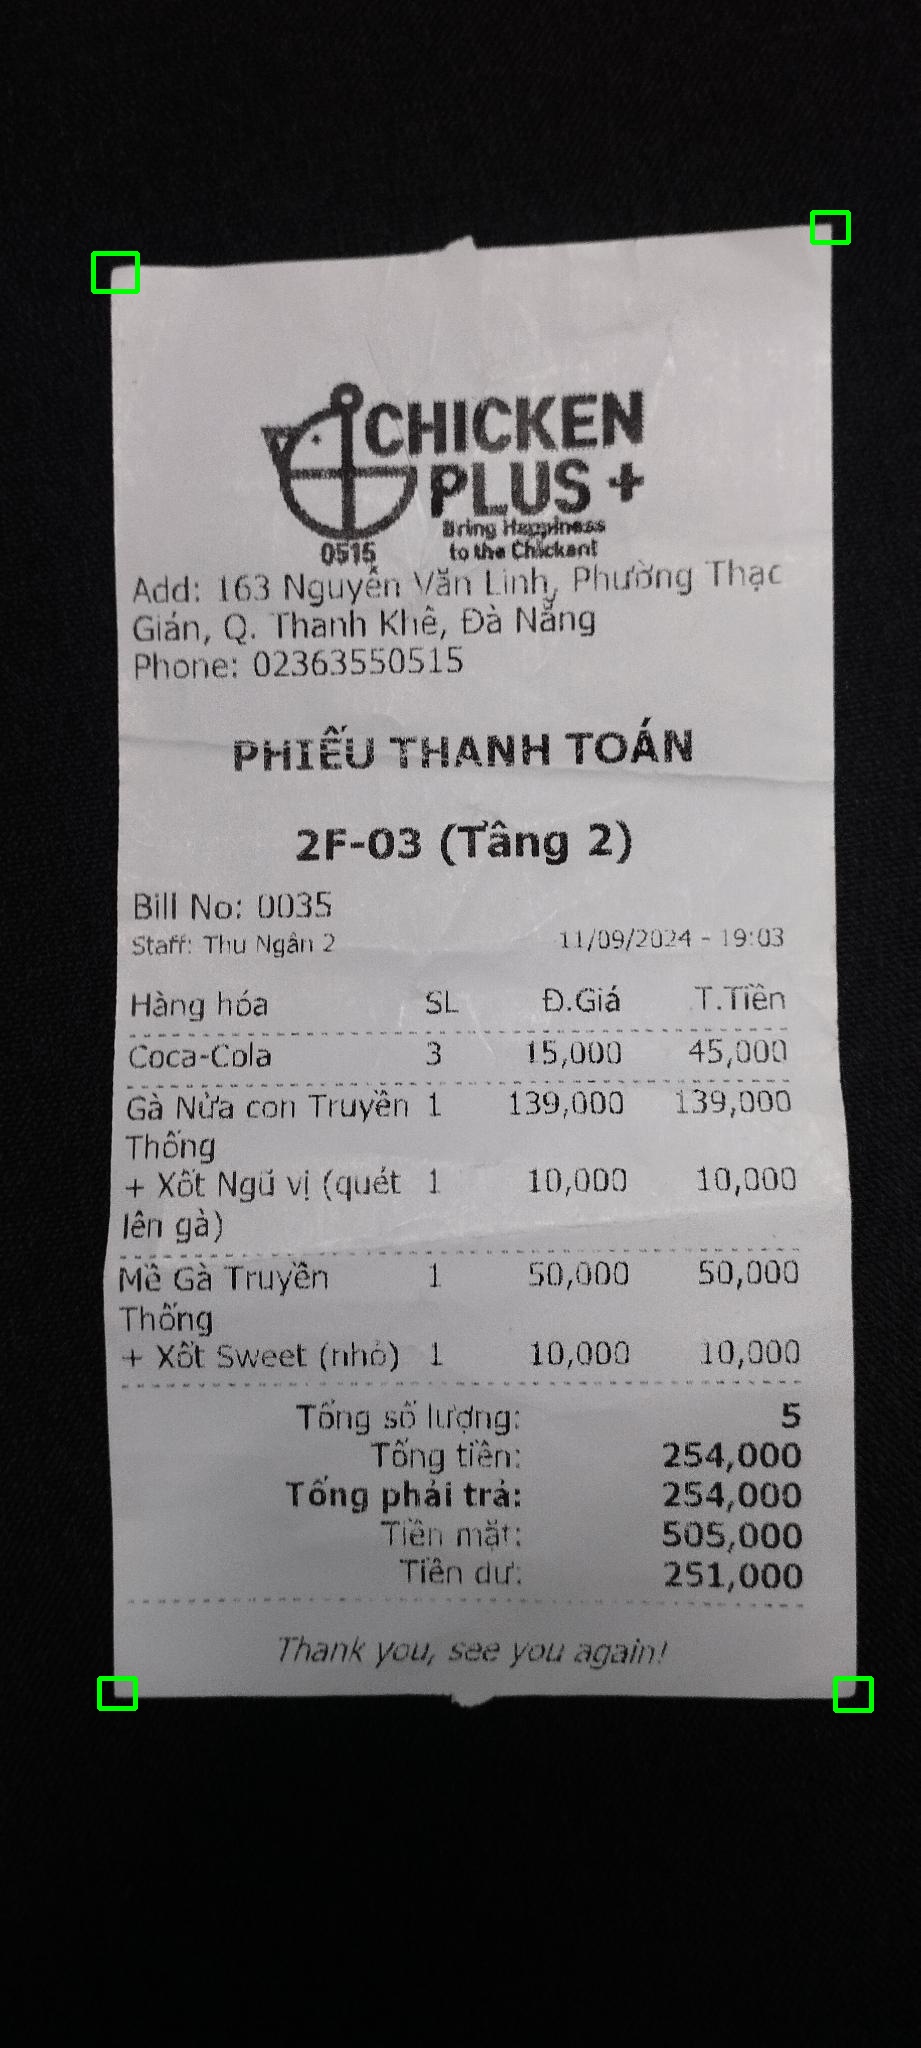 CHICKEN
PLUS +
Bring Happiness
to the Chickent
0515
Add: 163 Nguyễn Văn Linh, Phường Thạc
Gián, Q. Thanh Khê, Đà Nẵng
Phone: 02363550515
PHIẾU THANH TOÁN
2F-03 (Tầng 2)
Bill No: 0035
Staff: Thu Ngân 2 11/09/2024 - 19:03
Hàng hóa SL Đ.Giá T.Tiền
Coca-Cola 3 15,000 45,000
Gà Nửa con Truyền 1 139,000 139,000
Thống
+ Xốt Ngũ vị (quét 1 10,000 10,000
lên gà)
Mề Gà Truyền 1 50,000 50,000
Thống
+ Xốt Sweet (nhỏ) 1 10,000 10,000
Tổng số lượng: 5
Tổng tiền: 254,000
Tổng phải trả: 254,000
Tiền mặt: 505,000
Tiền dư: 251,000
Thank you, see you again!